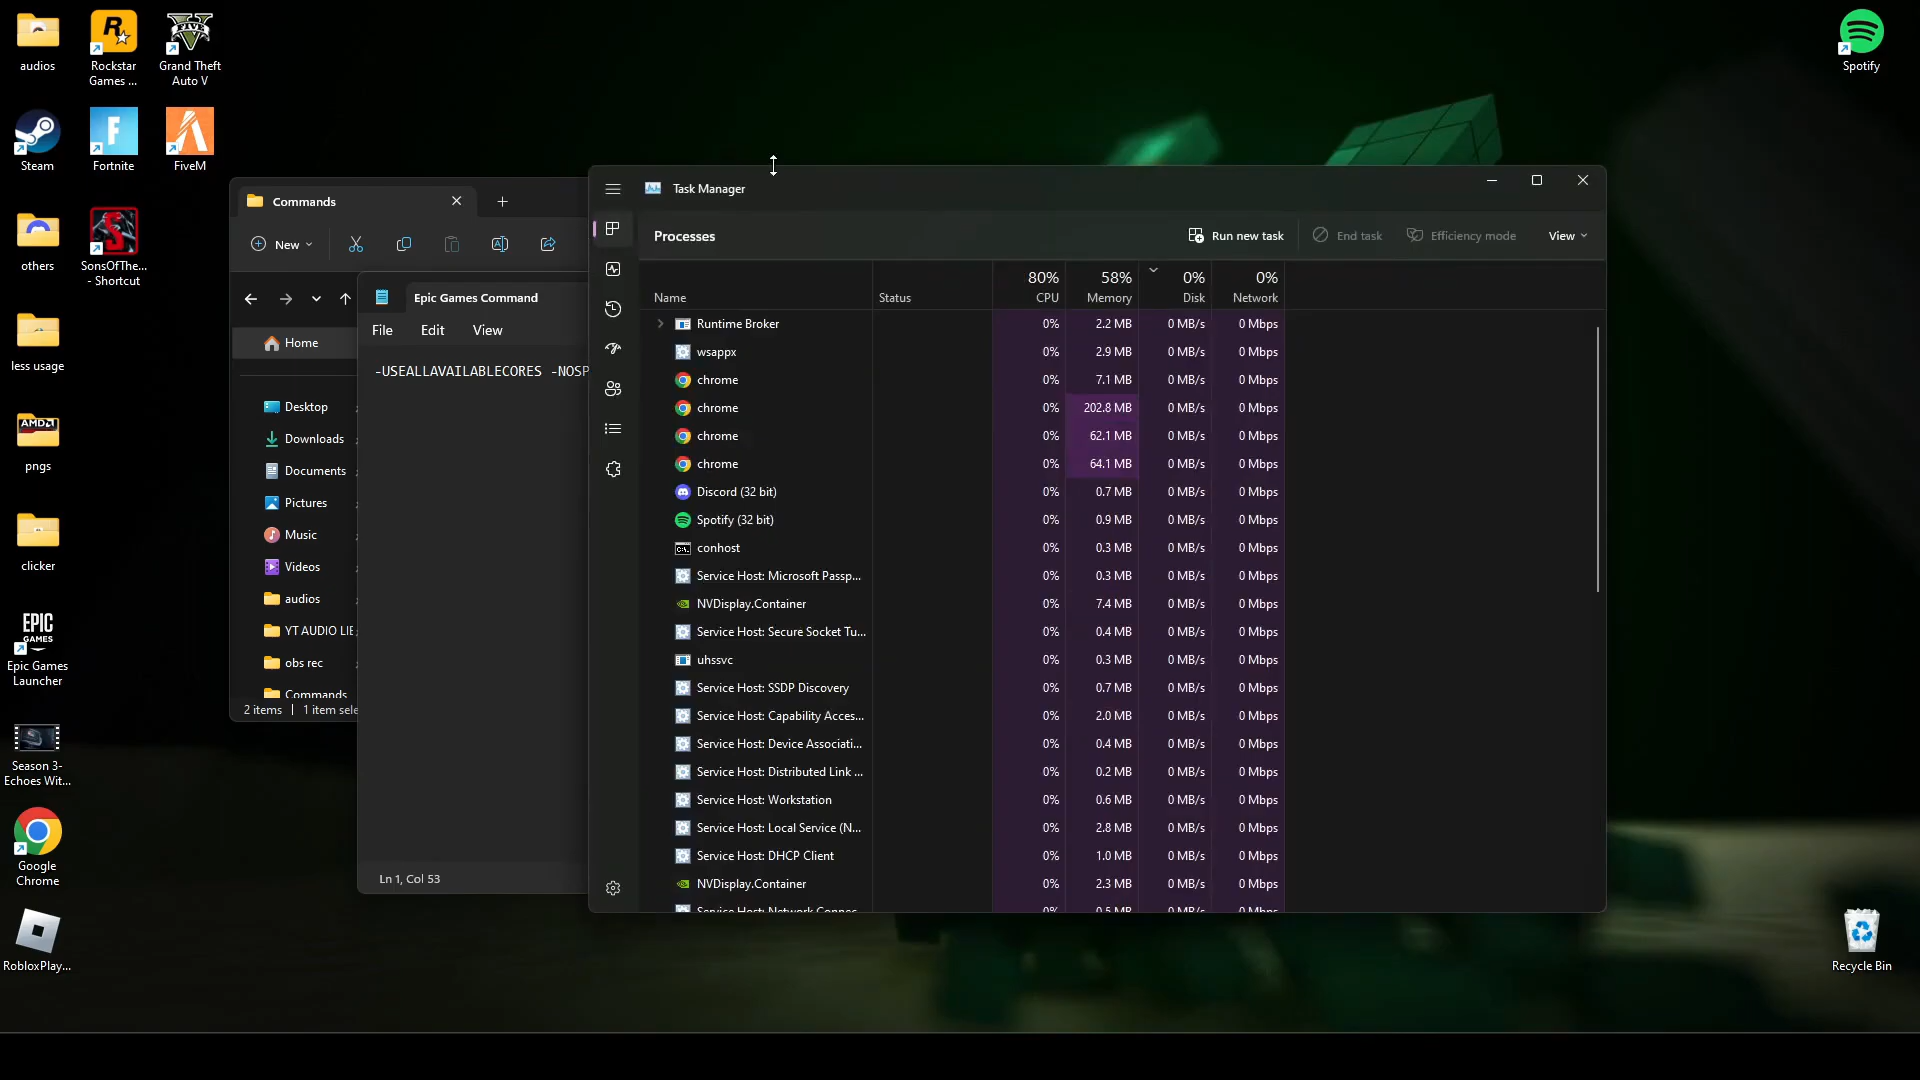 audios
Rockstar
Games ...
Grand Theft
Auto V
Spotify
Steam
Fortnite
FiveM
others
SonsOfThe...
- Shortcut
less usage
AMD
pngs
clicker
EPIC
GAMES
Epic Games
Launcher
Season 3-
Echoes Wit...
Google
Chrome
RobloxPlay...
Recycle Bin
Commands
New
Home
Desktop
Downloads
Documents
Pictures
Music
Videos
audios
YT AUDIO LIE
obs rec
Commands
2 items
1 item sele
Epic Games Command
File Edit View
-USEALLAVAILABLECORES -NOSP
Ln 1, Col 53
Task Manager
Processes
Run new task
End task
Efficiency mode
View
80% 58% 0% 0%
Name Status CPU Memory Disk Network
Runtime Broker 0% 2.2 MB 0 MB/s 0 Mbps
wsappx 0% 2.9 MB 0 MB/s 0 Mbps
chrome 0% 7.1 MB 0 MB/s 0 Mbps
chrome 0% 202.8 MB 0 MB/s 0 Mbps
chrome 0% 62.1 MB 0 MB/s 0 Mbps
chrome 0% 64.1 MB 0 MB/s 0 Mbps
Discord (32 bit) 0% 0.7 MB 0 MB/s 0 Mbps
Spotify (32 bit) 0% 0.9 MB 0 MB/s 0 Mbps
conhost 0% 0.3 MB 0 MB/s 0 Mbps
Service Host: Microsoft Passp... 0% 0.3 MB 0 MB/s 0 Mbps
NVDisplay.Container 0% 7.4 MB 0 MB/s 0 Mbps
Service Host: Secure Socket Tu... 0% 0.4 MB 0 MB/s 0 Mbps
uhssvc 0% 0.3 MB 0 MB/s 0 Mbps
Service Host: SSDP Discovery 0% 0.7 MB 0 MB/s 0 Mbps
Service Host: Capability Acces... 0% 2.0 MB 0 MB/s 0 Mbps
Service Host: Device Associati... 0% 0.4 MB 0 MB/s 0 Mbps
Service Host: Distributed Link ... 0% 0.2 MB 0 MB/s 0 Mbps
Service Host: Workstation 0% 0.6 MB 0 MB/s 0 Mbps
Service Host: Local Service (N... 0% 2.8 MB 0 MB/s 0 Mbps
Service Host: DHCP Client 0% 1.0 MB 0 MB/s 0 Mbps
NVDisplay.Container 0% 2.3 MB 0 MB/s 0 Mbps
Service Host: Network Connec... 0% 0.5 MB 0 MB/s 0 Mbps